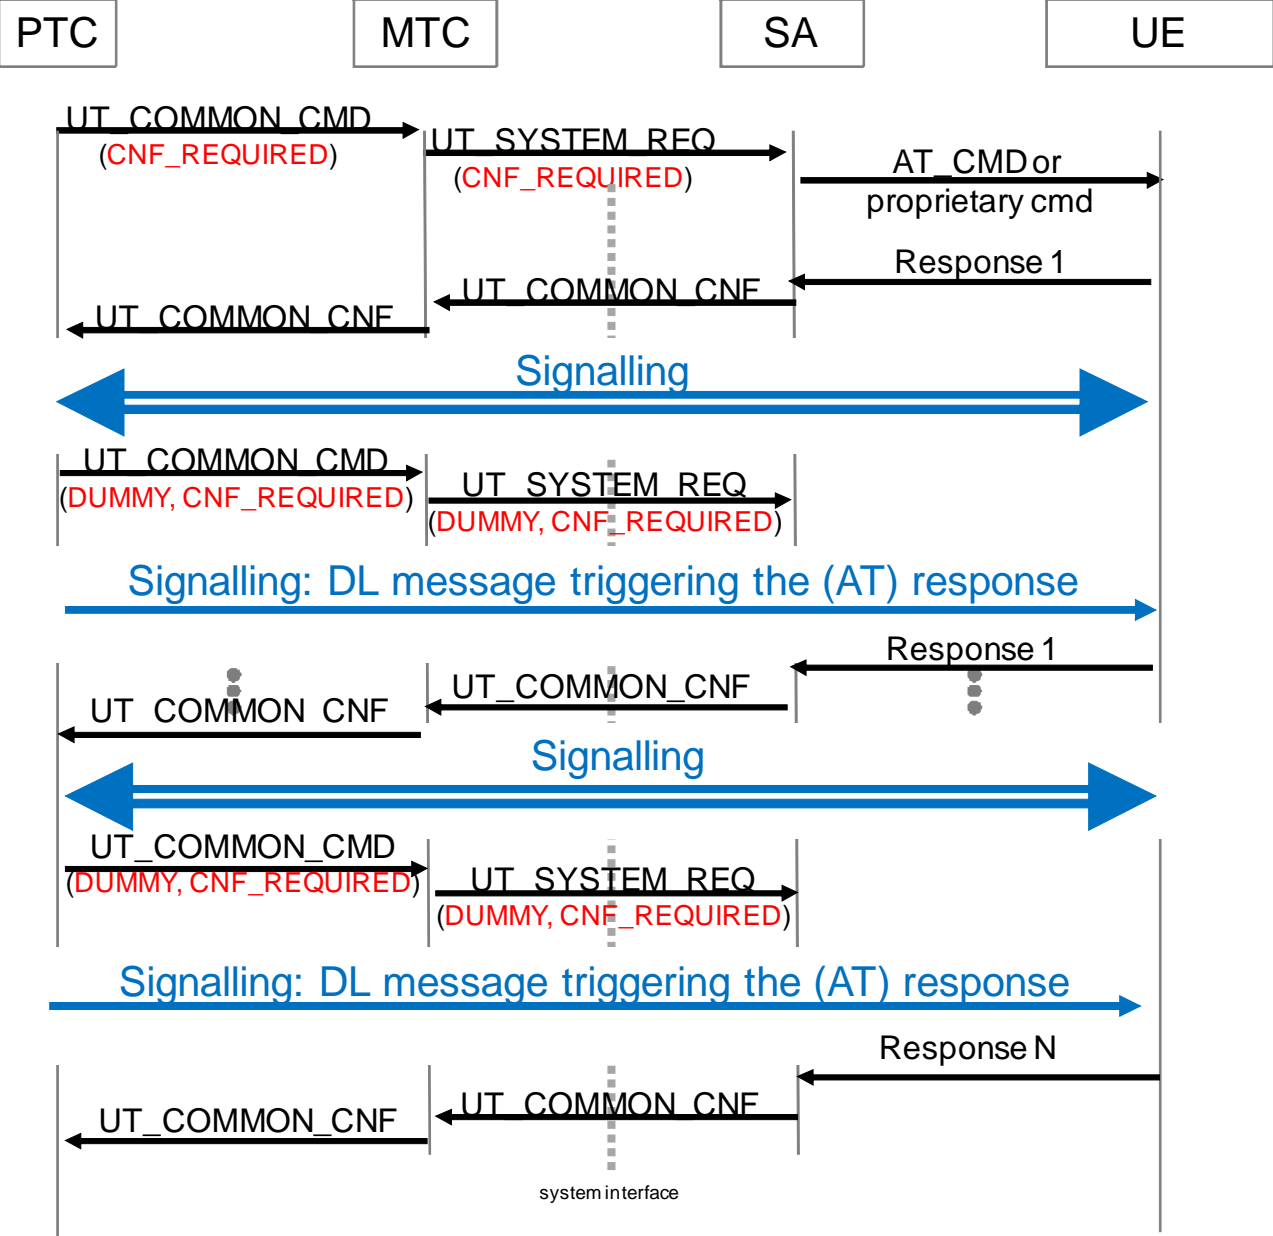 PTC
MTC
SA
UE
UT_COMMON_CMD
(CNF_REQUIRED)
UT_SYSTEM_REQ
(CNF_REQUIRED)
AT_CMD or
proprietary cmd
Response 1
UT_COMMON_CNF
UT_COMMON_CNF
Signalling
UT_COMMON_CMD
(DUMMY, CNF_REQUIRED)
UT_SYSTEM_REQ
(DUMMY, CNF_REQUIRED)
Signalling: DL message triggering the (AT) response
Response 1
UT_COMMON_CNF
UT_COMMON_CNF
Signalling
UT_COMMON_CMD
(DUMMY, CNF_REQUIRED)
UT_SYSTEM_REQ
(DUMMY, CNF_REQUIRED)
Signalling: DL message triggering the (AT) response
Response N
UT_COMMON_CNF
UT_COMMON_CNF
system interface